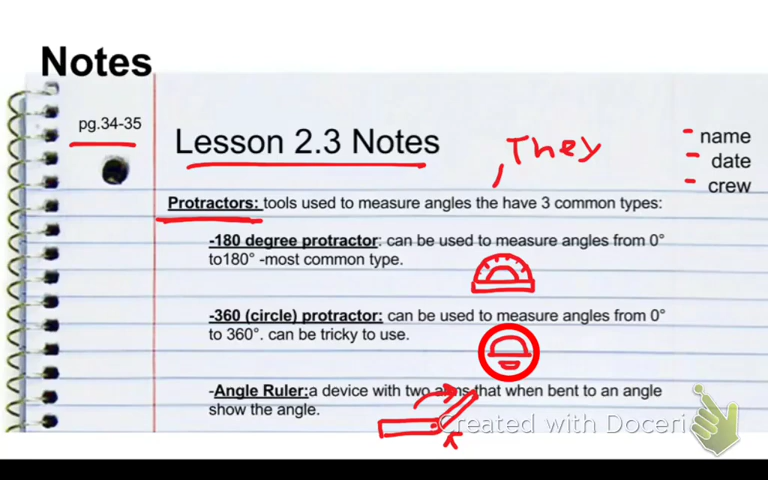 Notes
pg.34-35
Lesson 2.3 Notes
, They
- name
- date
- crew
Protractors: tools used to measure angles the have 3 common types:
-180 degree protractor: can be used to measure angles from 0°
to180° -most common type.
-360 (circle) protractor: can be used to measure angles from 0°
to 360°. can be tricky to use.
-Angle Ruler:a device with two arms that when bent to an angle
show the angle.
Created with Doceri